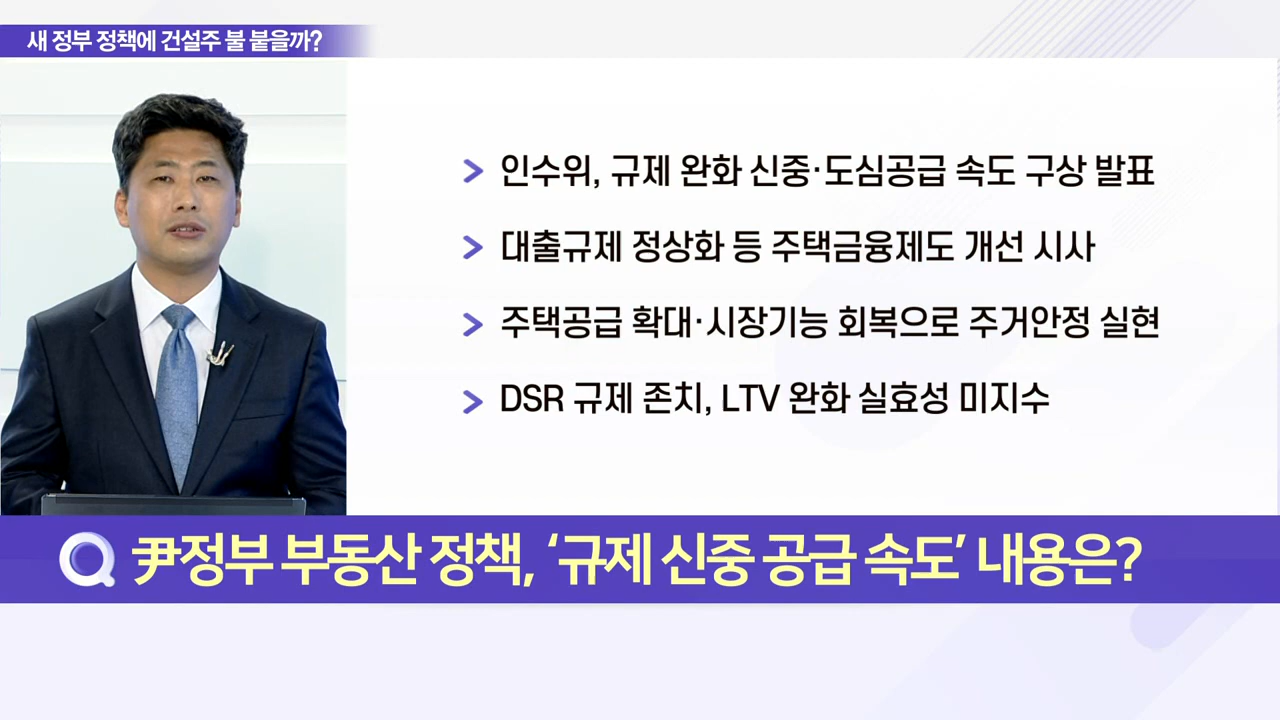 새 정부 정책에 건설주 불 붙을까?
인수위, 규제 완화 신중·도심공급 속도 구상 발표
대출규제 정상화 등 주택금융제도 개선 시사
주택공급 확대·시장기능 회복으로 주거안정 실현
DSR 규제 존치, LTV 완화 실효성 미지수
尹정부 부동산 정책, ‘규제 신중 공급 속도’ 내용은?